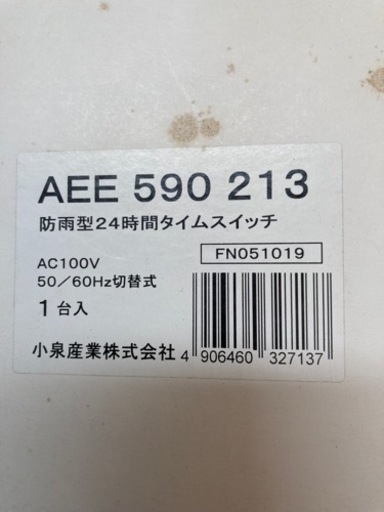 AEE 590 213
防雨型24時間タイムスイッチ
AC100V
FN051019
50／60Hz切替式
1台入
小泉産業株式会社
4 906460 327137